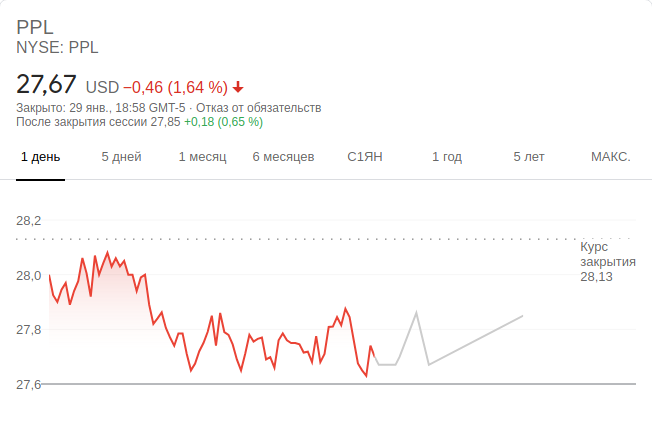 PPL
NYSE: PPL
27,67 USD −0,46 (1,64 %)
Закрыто: 29 янв., 18:58 GMT-5 · Отказ от обязательств
После закрытия сессии 27,85 +0,18 (0,65 %)
1 день 5 дней 1 месяц 6 месяцев С1ЯН 1 год 5 лет МАКС.
28,2
Курс
закрытия
28,13
28,0
27,8
27,6